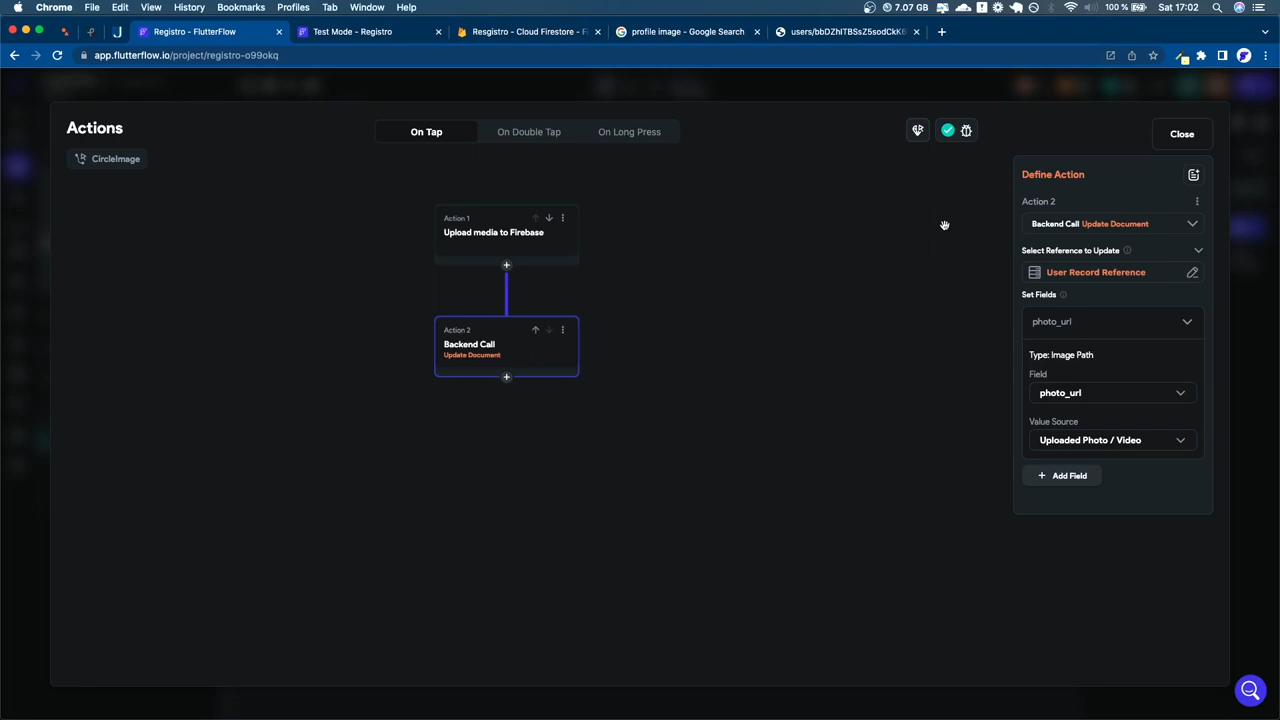 Chrome File Edit View History Bookmarks Profiles Tab Window Help 7.07 GB 100 % Sat 17:02
Registro - FlutterFlow Test Mode - Registro Resgistro - Cloud Firestore - Fi profile image - Google Search users/bbDZhITBSsZ5sodCkK6
app.flutterflow.io/project/registro-o99okq
Actions
On Tap On Double Tap On Long Press
Close
CircleImage
Define Action
Action 2
Backend Call Update Document
Select Reference to Update
User Record Reference
Set Fields
photo_url
Type: Image Path
Field
photo_url
Value Source
Uploaded Photo / Video
Add Field
Action 1
Upload media to Firebase
Action 2
Backend Call
Update Document